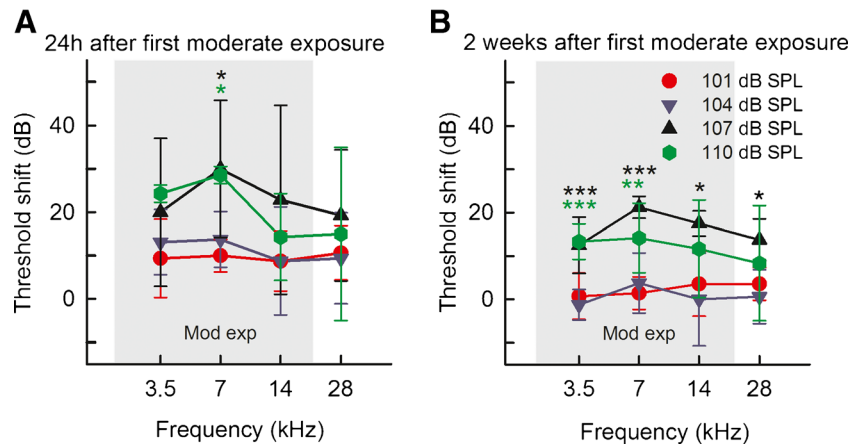 A
24h after first moderate exposure
Threshold shift (dB)
40
20
0
*
*
Mod exp
3.5 7 14 28
Frequency (kHz)
B
2 weeks after first moderate exposure
101 dB SPL
104 dB SPL
107 dB SPL
110 dB SPL
Threshold shift (dB)
40
20
0
***
***
***
**
*
*
Mod exp
3.5 7 14 28
Frequency (kHz)